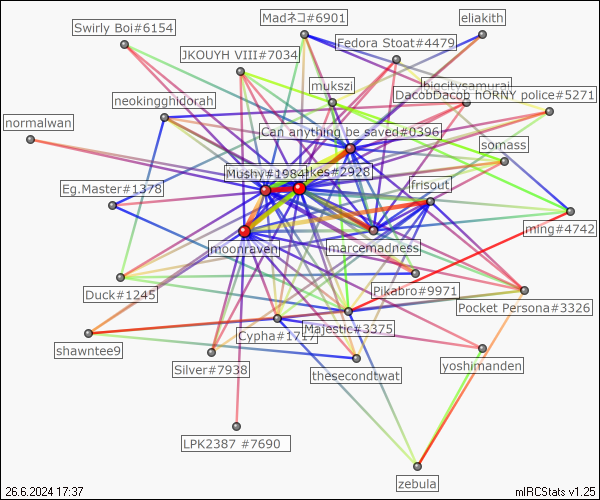 Madネコ#6901
eliakith
Swirly Boi#6154
Fedora Stoat#4479
JKOUYH VIII#7034
mukszi
bigcitysamurai
DacobDacob hORNY police#5271
neokingghidorah
normalwan
Can anything be saved#0396
somass
Mushy#1984
akes#2928
Eg.Master#1378
frisout
ming#4742
moonraven
marcemadness
Pikabro#9971
Duck#1245
Pocket Persona#3326
Cypha#1717
Majestic#3375
shawntee9
yoshimanden
Silver#7938
thesecondtwat
LPK2387 #7690
zebula
26.6.2024 17:37
mIRCStats v1.25